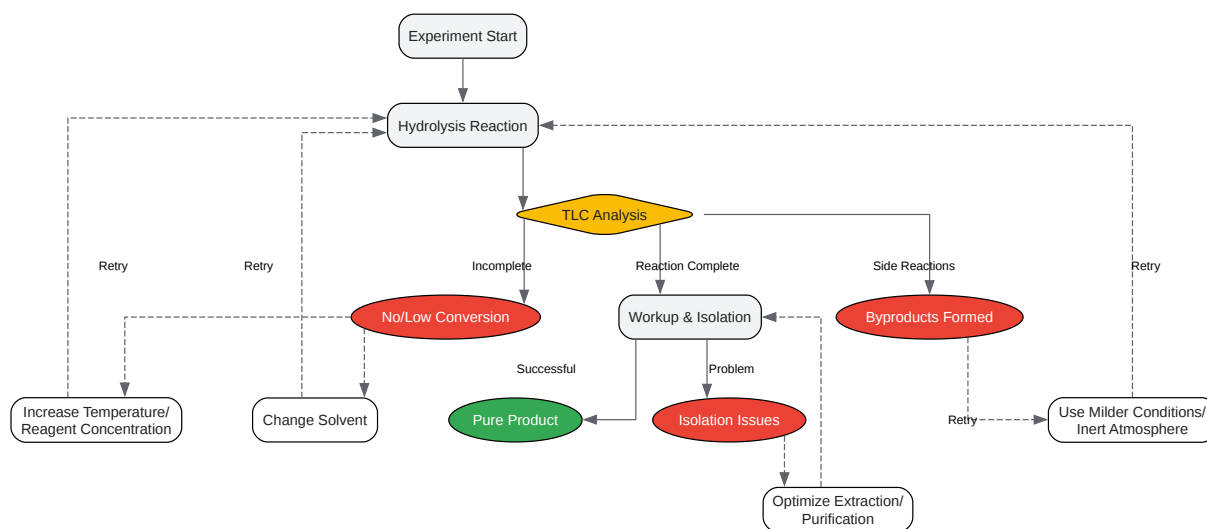 Experiment Start
Hydrolysis Reaction
TLC Analysis
Retry
Retry
Incomplete
Reaction Complete
Side Reactions
Retry
No/Low Conversion
Workup & Isolation
Byproducts Formed
Successful
Problem
Increase Temperature/
Reagent Concentration
Change Solvent
Pure Product
Isolation Issues
Retry
Use Milder Conditions/
Inert Atmosphere
Optimize Extraction/
Purification